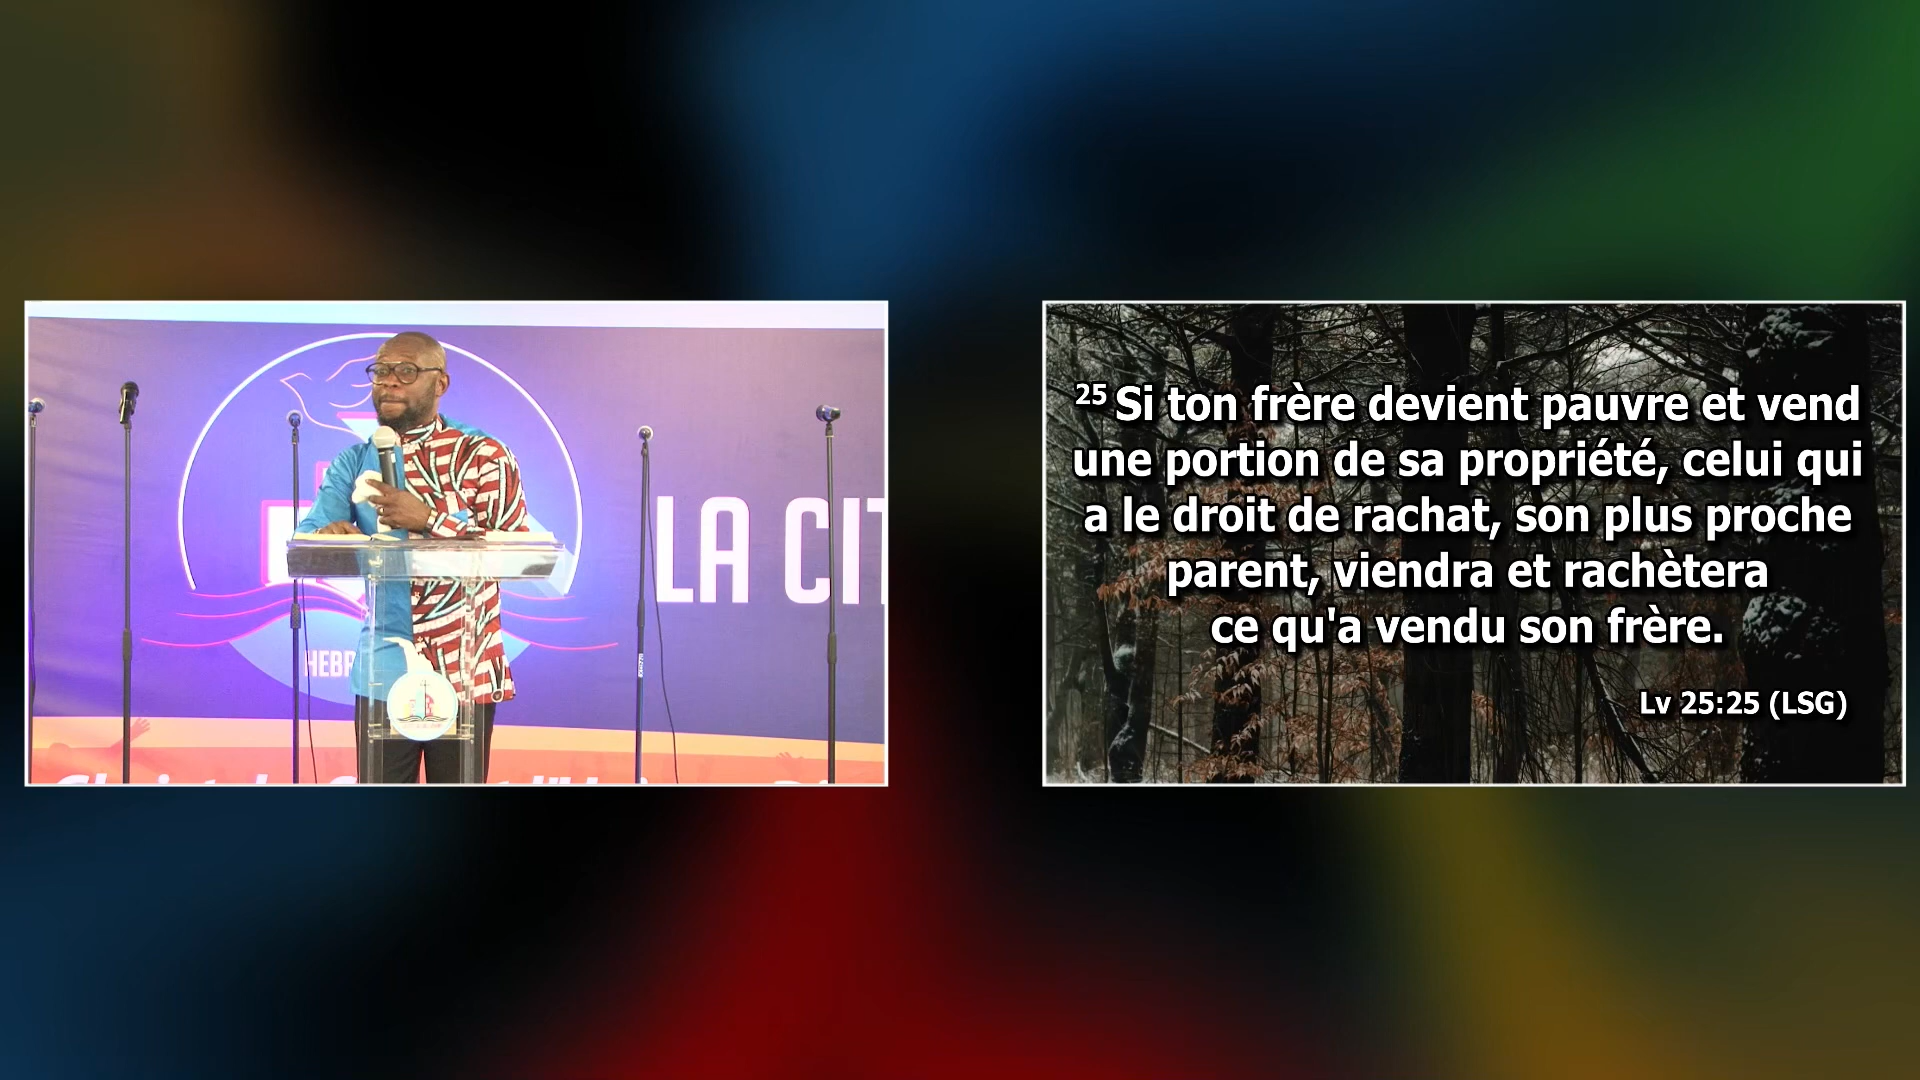 LA CIT
HEBR
25 Si ton frère devient pauvre et vend
une portion de sa propriété, celui qui
a le droit de rachat, son plus proche
parent, viendra et rachètera
ce qu'a vendu son frère.
Lv 25:25 (LSG)